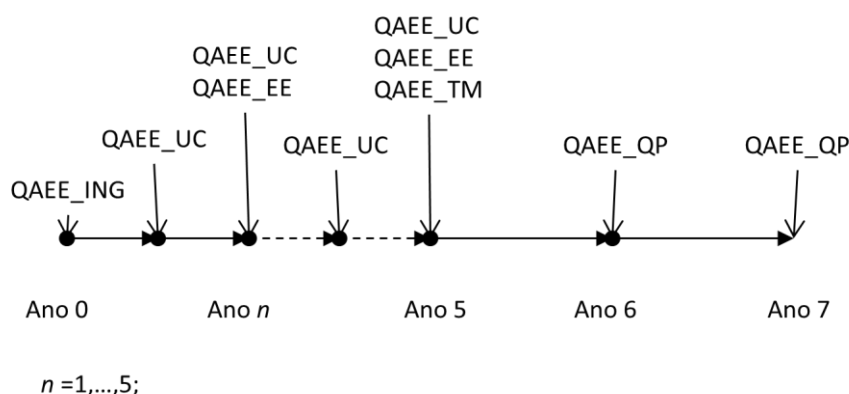 QAEE_UC
QAEE_EE
QAEE_TM
QAEE_UC
QAEE_EE
QAEE_UC
QAEE_UC
QAEE_QP
QAEE_QP
QAEE_ING
Ano 0
Ano n
Ano 5
Ano 6
Ano 7
n =1,...,5;